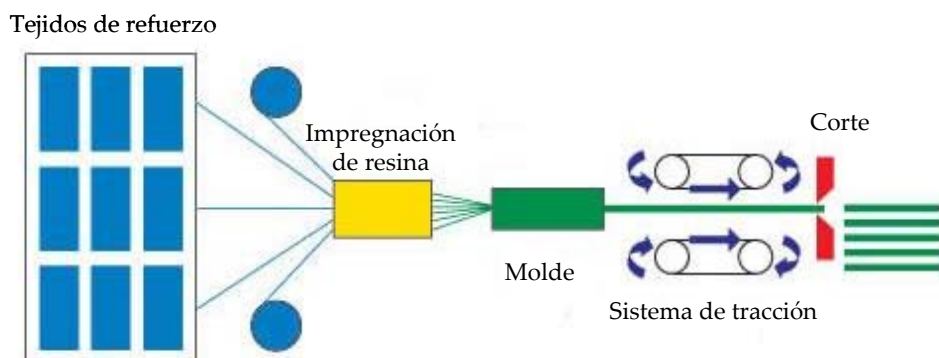 Tejidos de refuerzo
Impregnación
de resina
Corte
Molde
Sistema de tracción